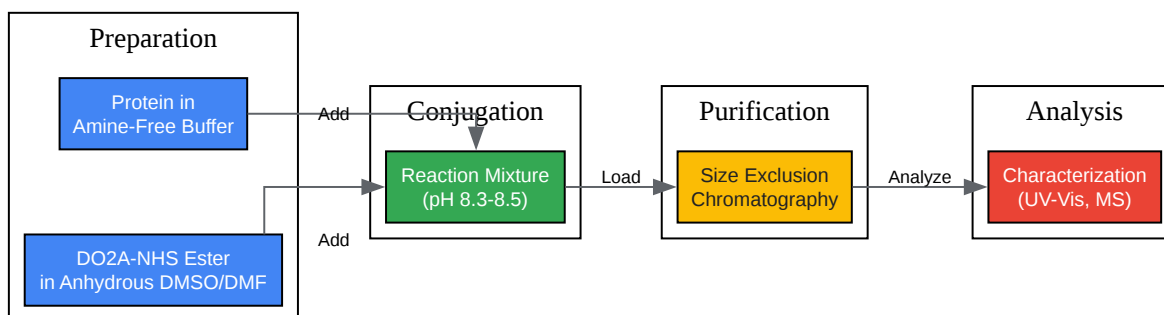 Preparation
Protein in
Amine-Free Buffer
DO2A-NHS Ester
in Anhydrous DMSO/DMF
Add
Add
Conjugation
Reaction Mixture
(pH 8.3-8.5)
Load
Purification
Size Exclusion
Chromatography
Analyze
Analysis
Characterization
(UV-Vis, MS)